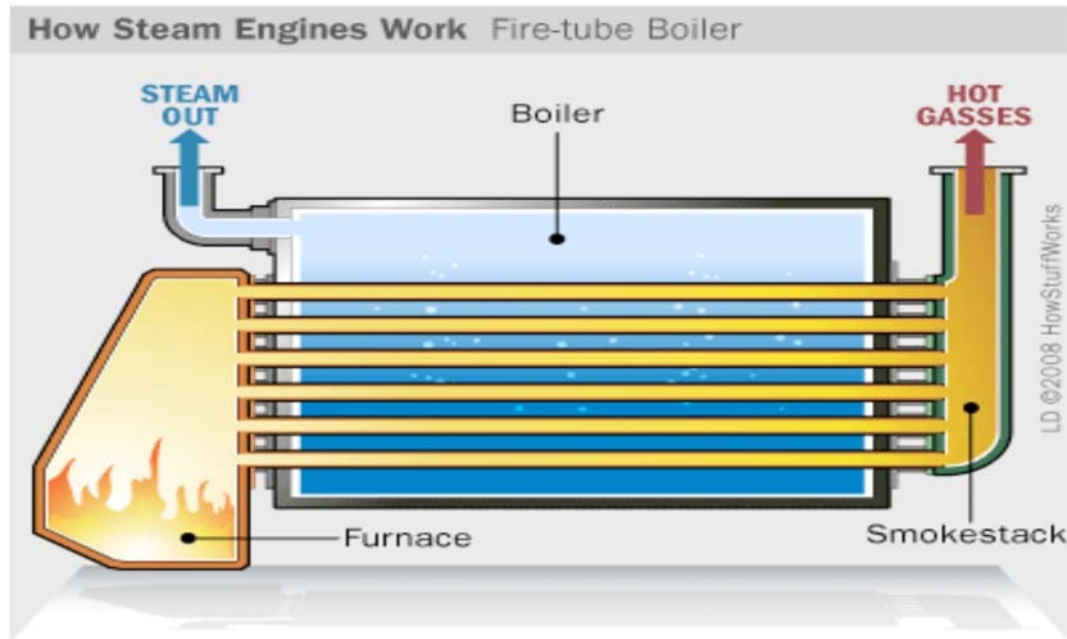 How Steam Engines Work Fire-tube Boiler
STEAM
OUT
Boiler
HOT
GASSES
LD ©2008 HowStuffWorks
Furnace
Smokestack